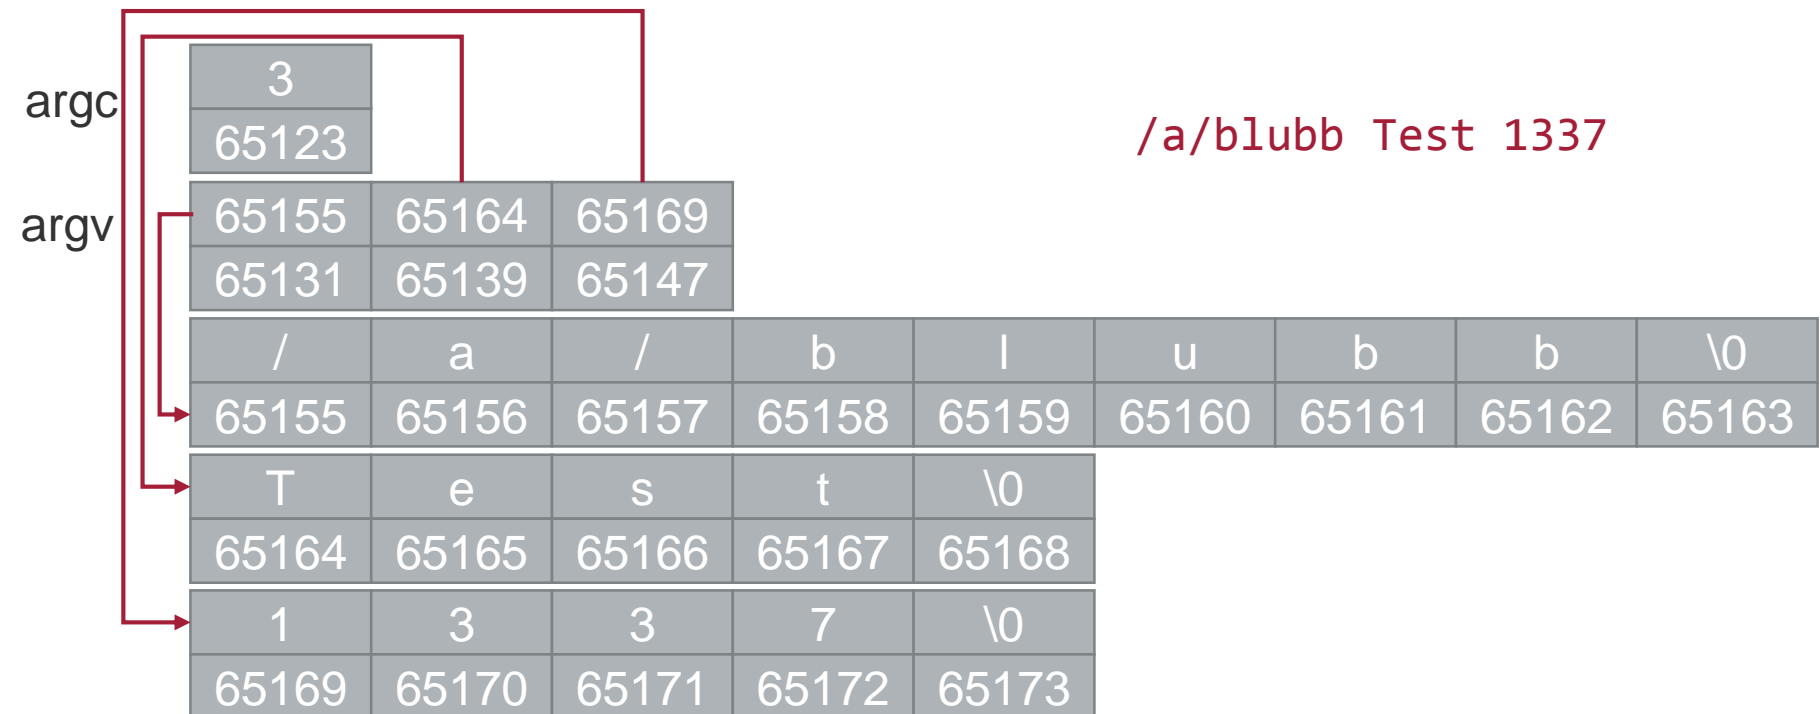 3
argc
65123
/a/blubb Test 1337
argv
65155 65164 65169
65131 65139 65147
/ a / b l u b b \0
65155 65156 65157 65158 65159 65160 65161 65162 65163
T e s t \0
65164 65165 65166 65167 65168
1 3 3 7 \0
65169 65170 65171 65172 65173